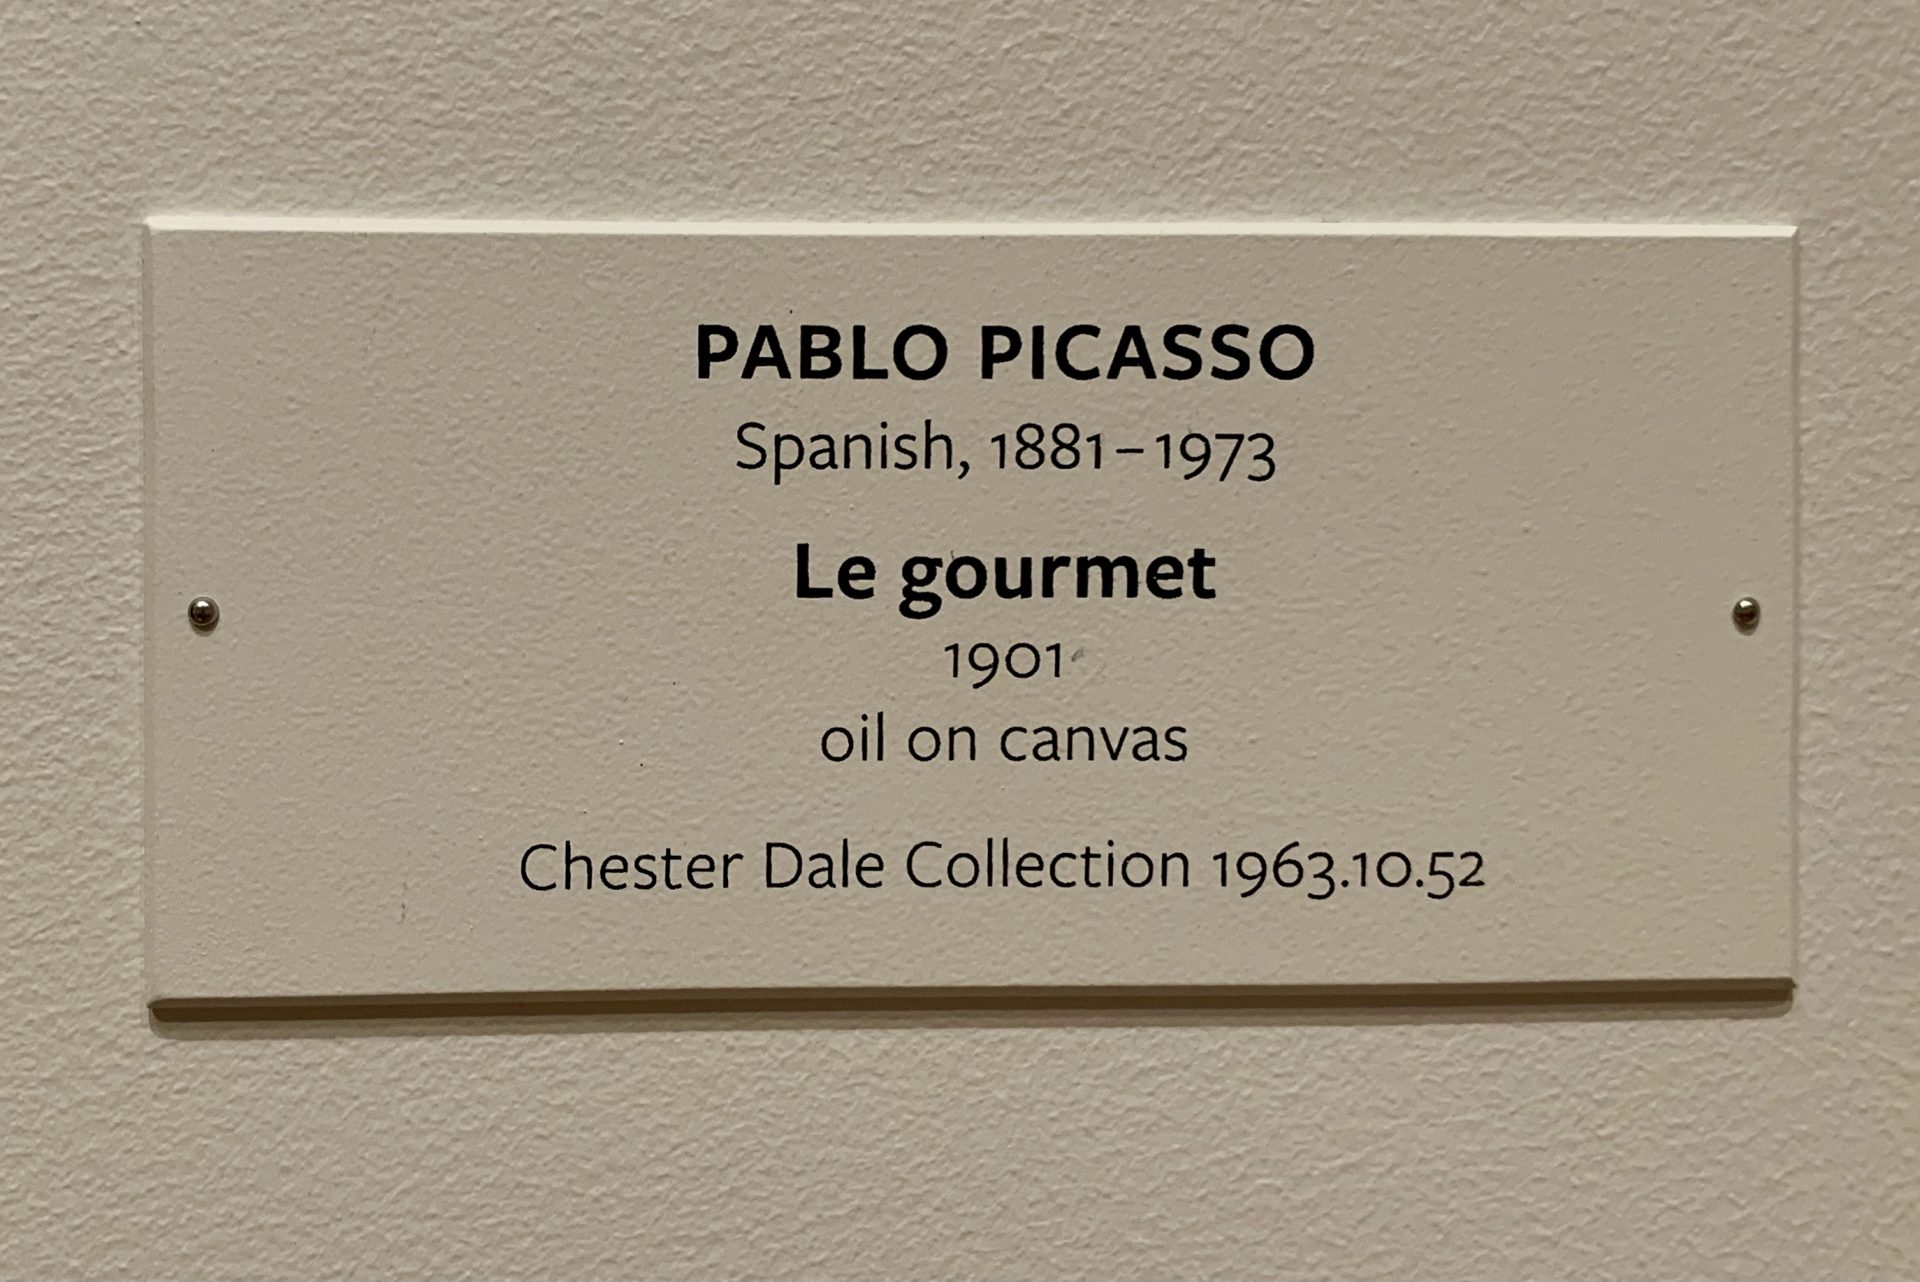 PABLO PICASSO
Spanish, 1881–1973
Le gourmet
1901
oil on canvas
Chester Dale Collection 1963.10.52